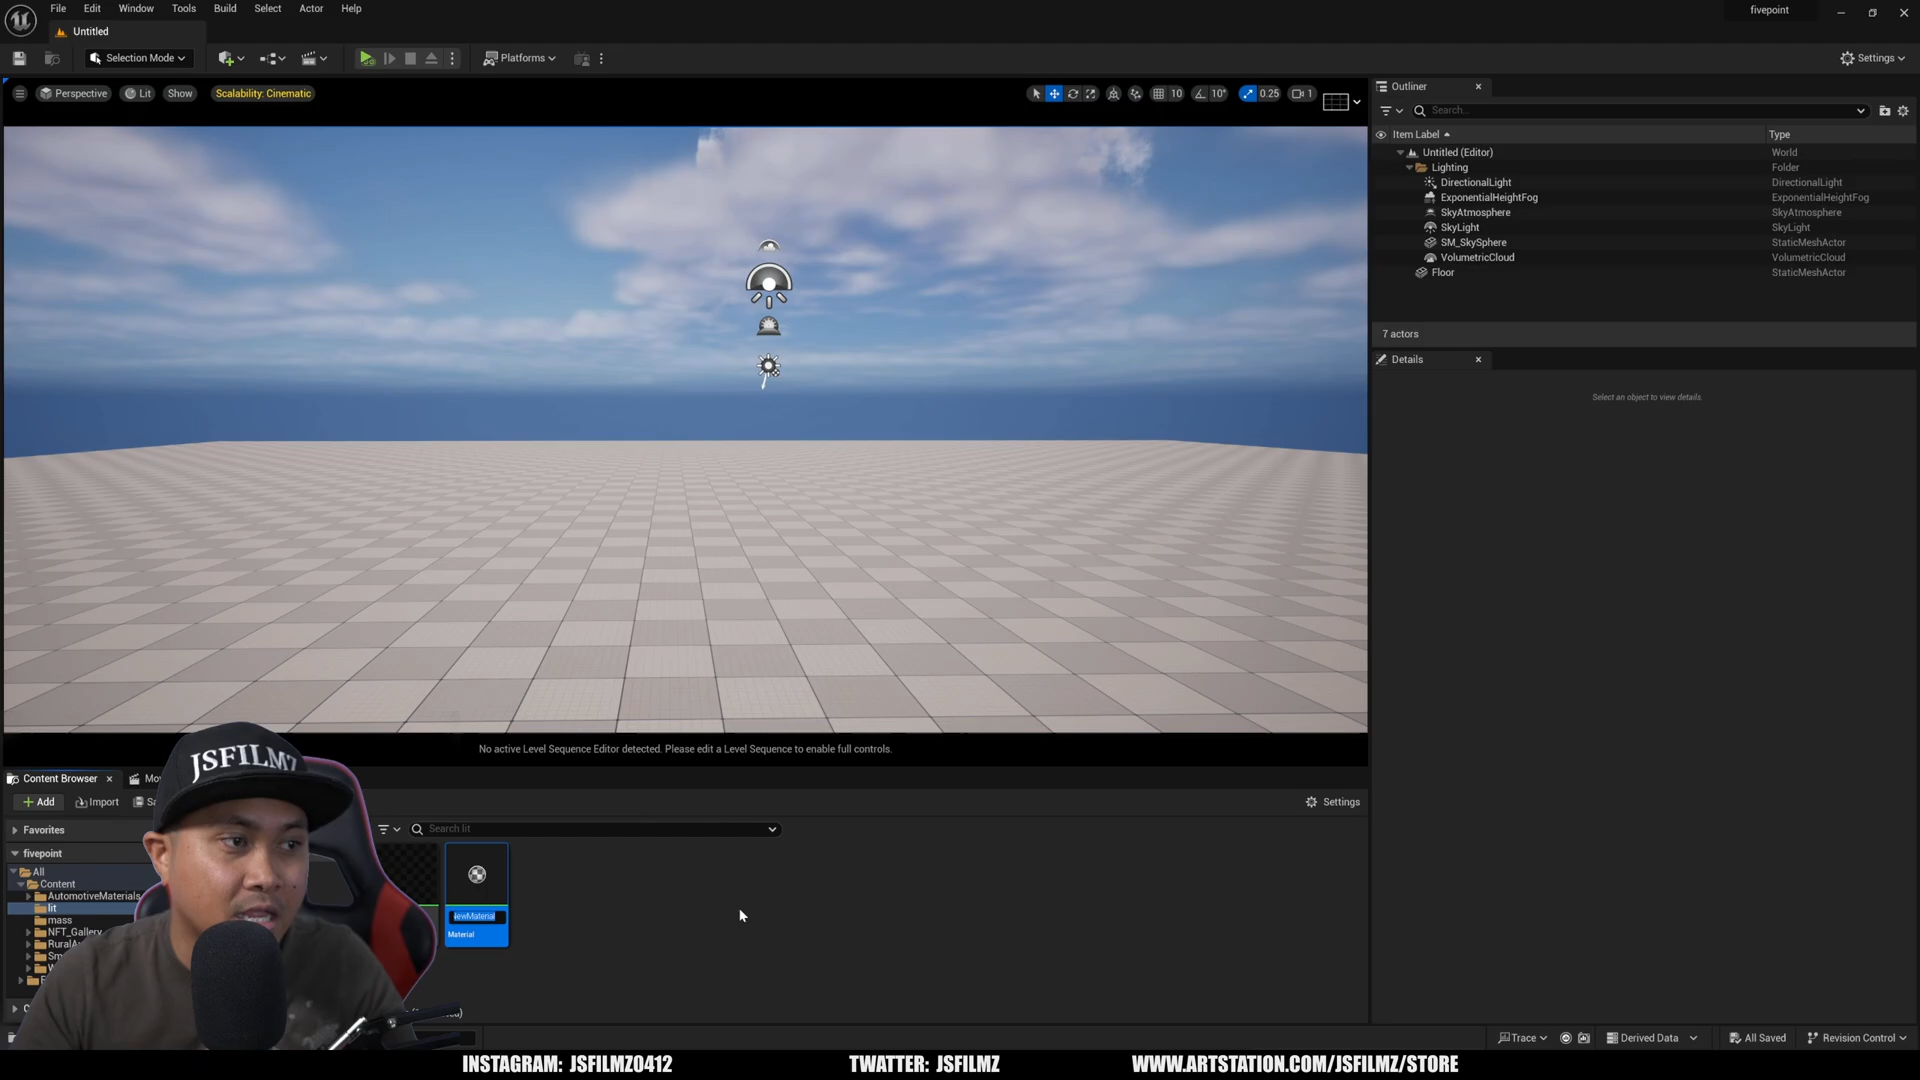 File Edit Window Tools Build Select Actor Help
fivepoint
Untitled
Selection Mode
Platforms
Settings
Perspective Lit Show Scalability: Cinematic
10 10° 0.25 1
Outliner
Search...
Item Label Type
Untitled (Editor) World
Lighting Folder
DirectionalLight DirectionalLight
ExponentialHeightFog ExponentialHeightFog
SkyAtmosphere SkyAtmosphere
SkyLight SkyLight
SM_SkySphere StaticMeshActor
VolumetricCloud VolumetricCloud
Floor StaticMeshActor
7 actors
Details
Select an object to view details.
No active Level Sequence Editor detected. Please edit a Level Sequence to enable full controls.
JSFILMZ
Content Browser
Add Import
Settings
Favorites
Search lit
fivepoint
All
Content
AutomotiveMaterials
lit
mass
NFT_Gallery
NewMaterial
Material
Trace Derived Data All Saved Revision Control
INSTAGRAM: JSFILMZ0412 TWATTER: JSFILMZ WWW.ARTSTATION.COM/JSFILMZ/STORE